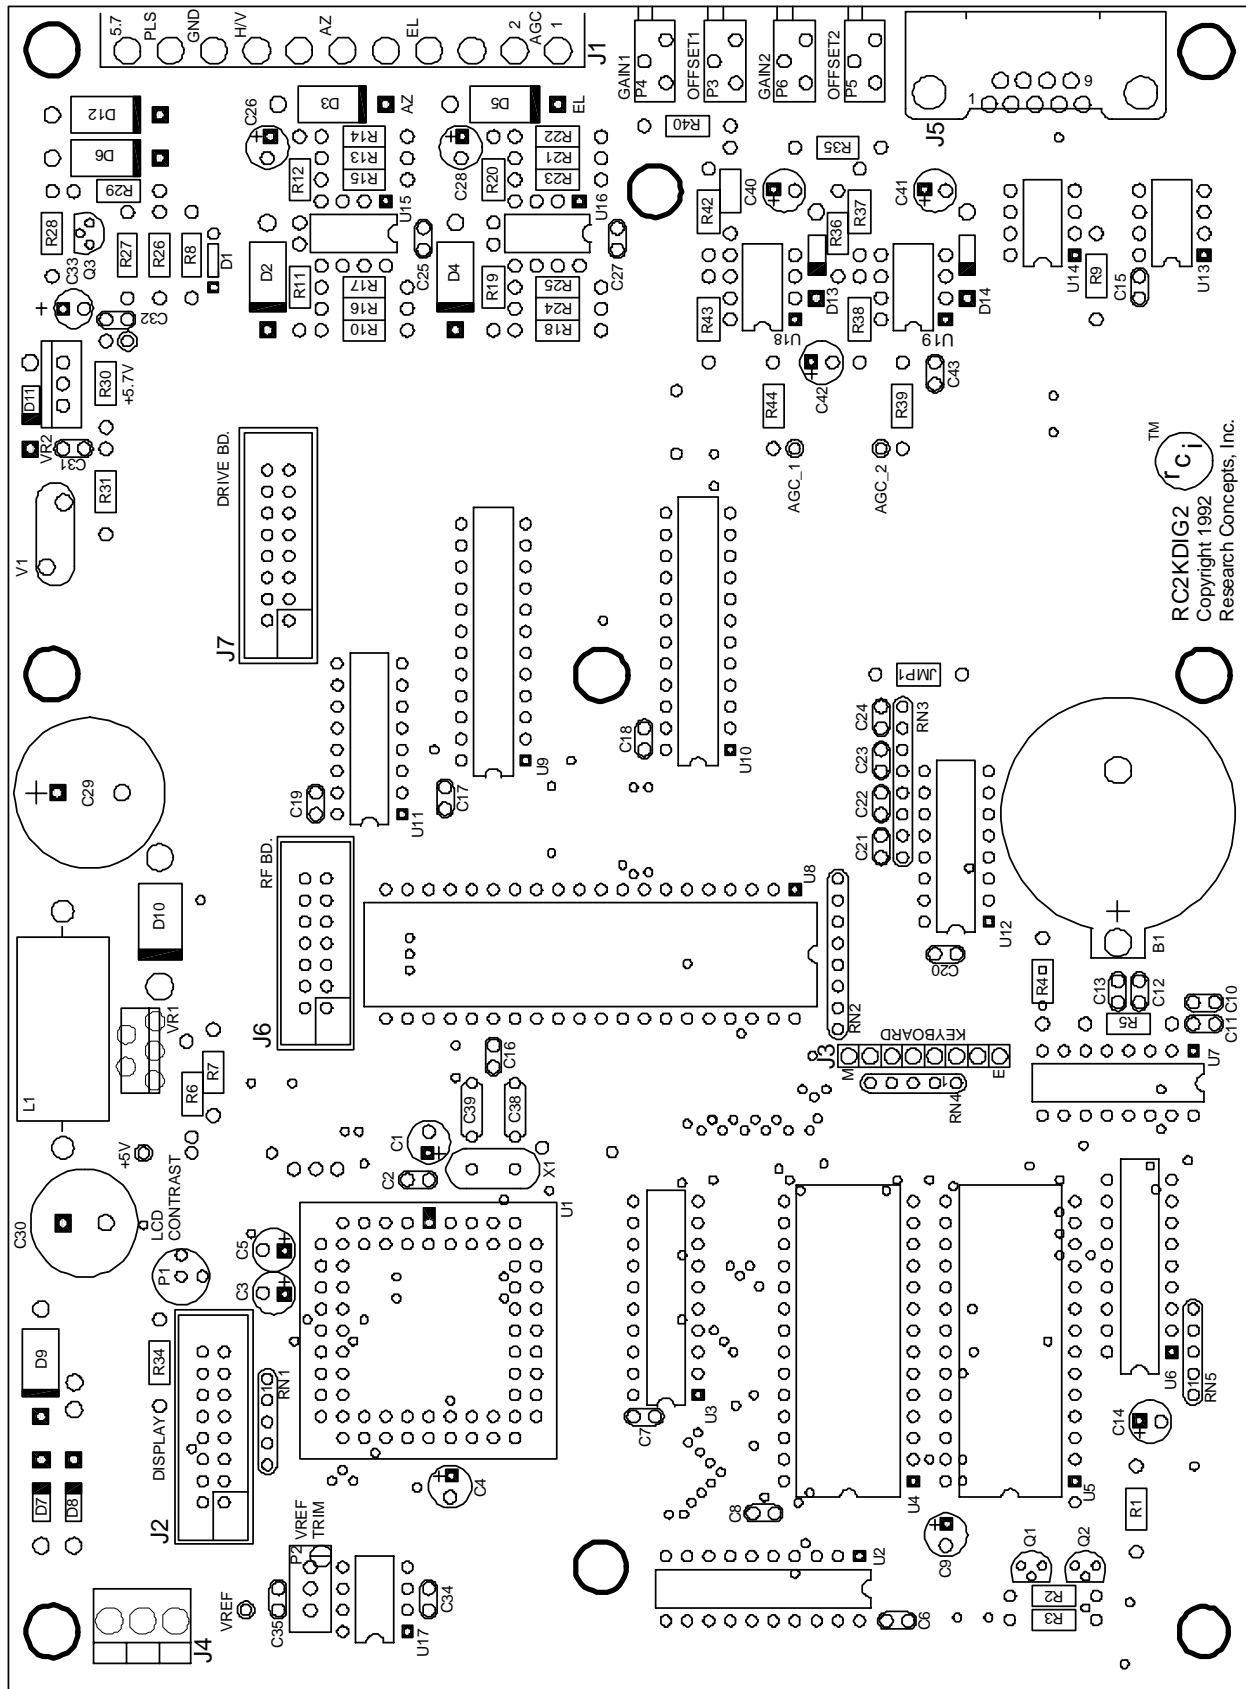 5.7
PLS
GND
H/V
AZ
EL
2
AGC
1
J1
GAIN1
P4
OFFSET1
P3
GAIN2
P6
OFFSET2
P5
J5
1
6
9
D12
D6
R29
R28
Q3
C33
R27
R26
R8
D1
C32
C26
D3
AZ
R14
R13
R15
R12
U15
D2
R11
C25
R17
R16
R10
C28
D5
EL
R22
R21
R23
R20
U16
D4
R19
C27
R25
R24
R18
R40
R35
R42
C40
R37
R36
C41
R43
U18
D13
R38
U19
D14
C42
C43
R44
R39
AGC_1
AGC_2
U14
R9
C15
U13
D11
VR2
R30
+5.7V
C31
R31
V1
DRIVE BD.
J7
r c i
TM
RC2KDIG2
Copyright 1992
Research Concepts, Inc.
C29
C19
U11
C17
U9
C18
U10
JMP1
C24
C23
C22
C21
RN3
U12
C20
B1
RF BD.
J6
D10
L1
VR1
R6
R7
+5V
U8
RN2
J3
KEYBOARD
M
E
RN4
1
R4
C13
C12
R5
C10
C11
U7
C16
C39
C38
C1
C2
X1
U1
C30
LCD
CONTRAST
P1
C5
C3
D9
R34
DISPLAY
J2
RN1
1
D7
D8
C4
C7
U3
U4
U5
U6
RN5
1
C14
R1
C8
U2
C9
Q1
Q2
R2
R3
C6
J4
VREF
C35
P2
VREF
TRIM
U17
C34